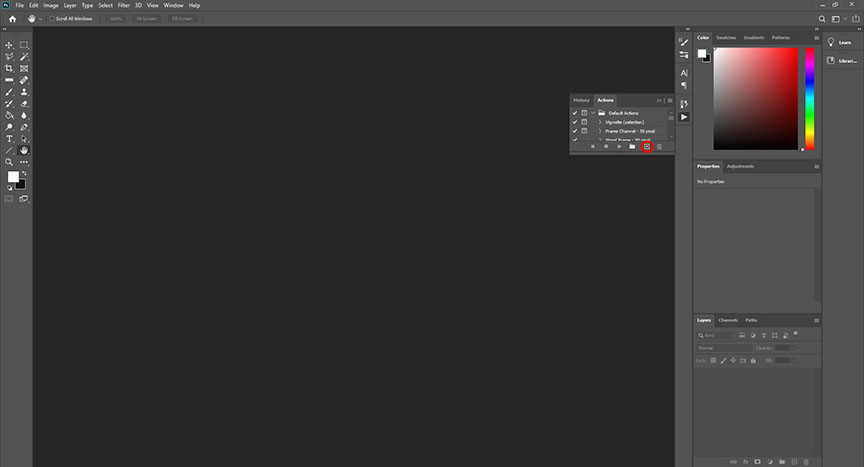 Ps File Edit Image Layer Type Select Filter 3D View Window Help
Scroll All Windows 100% Fit Screen Fill Screen
Color Swatches Gradients Patterns
Learn
Librari...
History Actions
Default Actions
Vignette (selection)
Frame Channel - 50 pixel
Wood Frame - 50 pixel
Properties Adjustments
No Properties
Layers Channels Paths
Kind
Normal Opacity:
Lock: Fill: